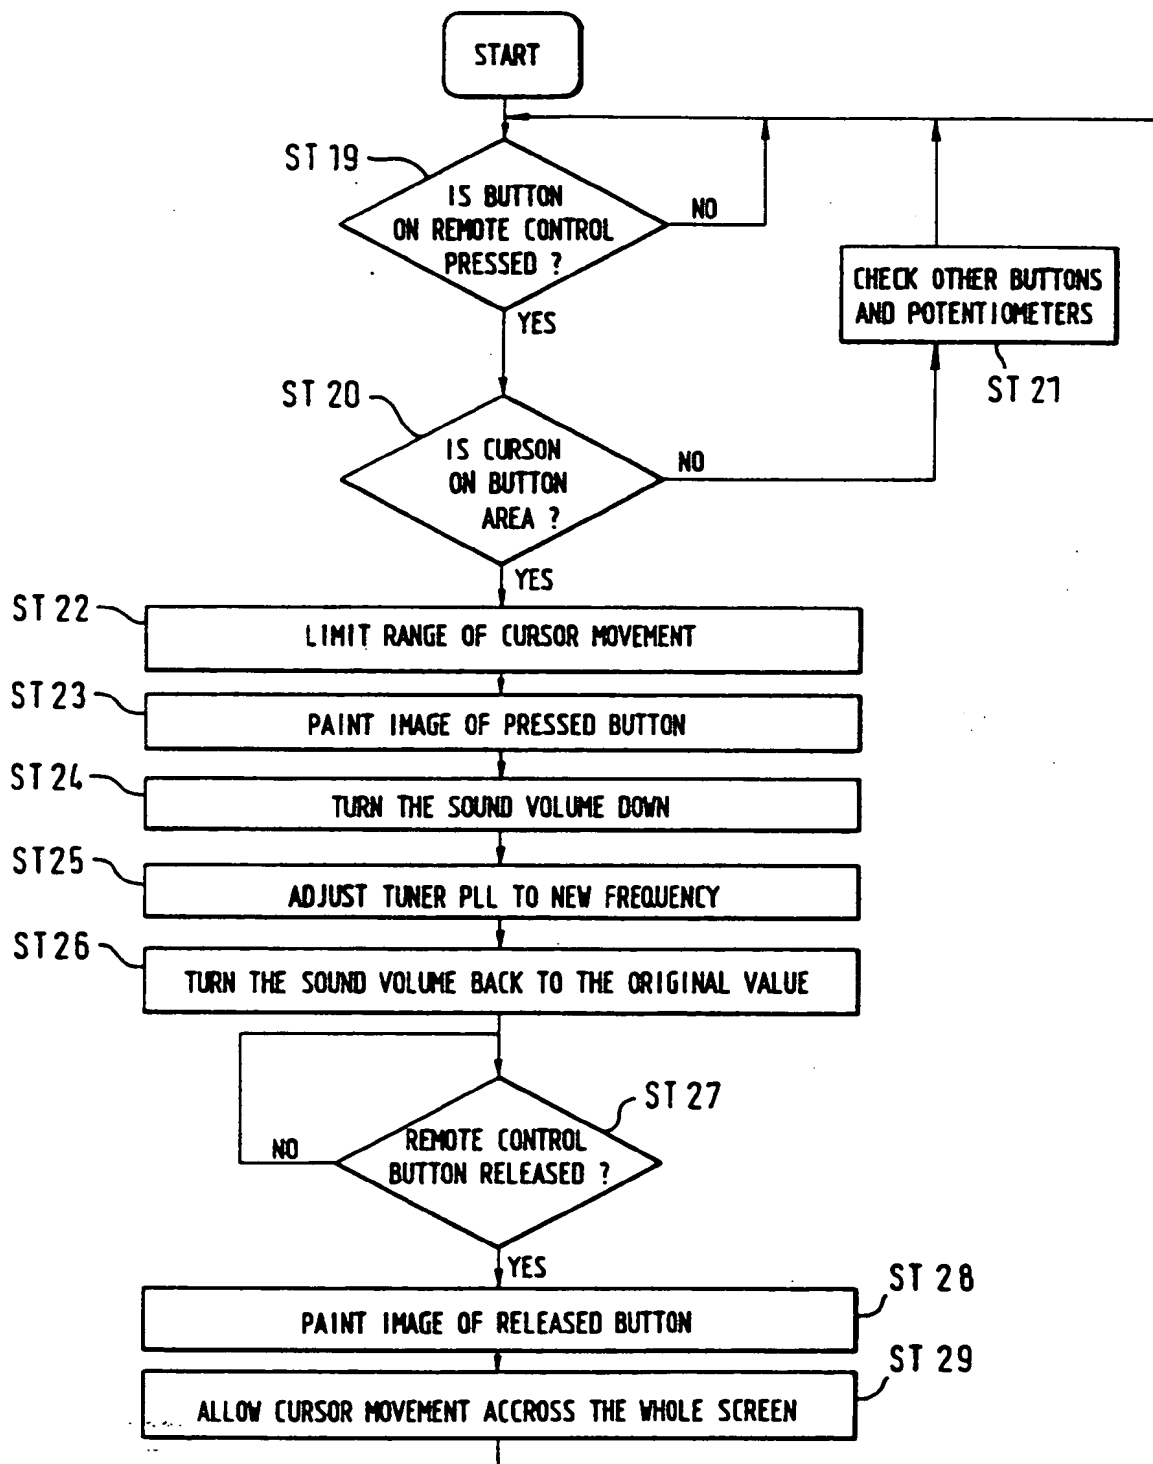 START
ST 19
IS BUTTON
ON REMOTE CONTROL
PRESSED ?
NO
YES
CHECK OTHER BUTTONS
AND POTENTIOMETERS
ST 21
ST 20
IS CURSON
ON BUTTON
AREA ?
NO
YES
ST 22
LIMIT RANGE OF CURSOR MOVEMENT
ST 23
PAINT IMAGE OF PRESSED BUTTON
ST 24
TURN THE SOUND VOLUME DOWN
ST 25
ADJUST TUNER PLL TO NEW FREQUENCY
ST 26
TURN THE SOUND VOLUME BACK TO THE ORIGINAL VALUE
ST 27
REMOTE CONTROL
BUTTON RELEASED ?
NO
YES
ST 28
PAINT IMAGE OF RELEASED BUTTON
ST 29
ALLOW CURSOR MOVEMENT ACCROSS THE WHOLE SCREEN